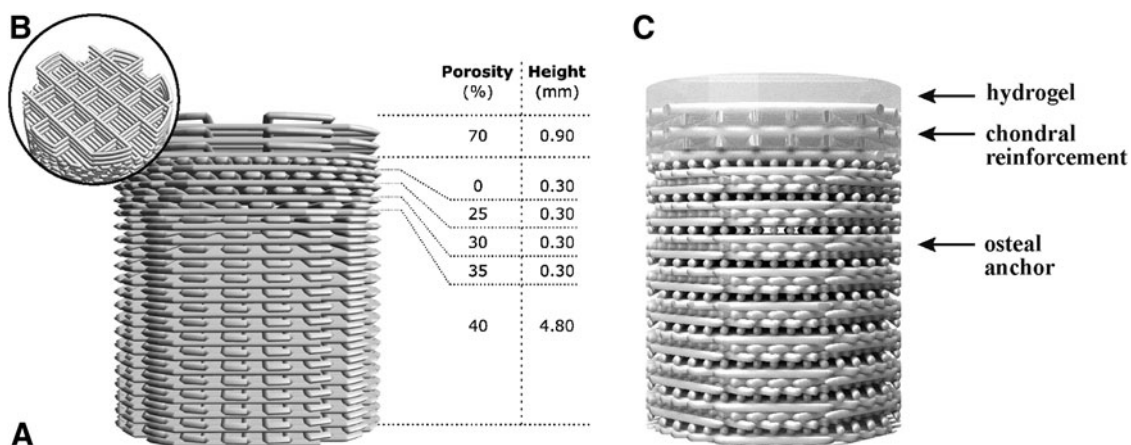 B
C
Porosity Height
(%) (mm)
70 0.90
0 0.30
25 0.30
30 0.30
35 0.30
40 4.80
A
hydrogel
chondral
reinforcement
osteal
anchor